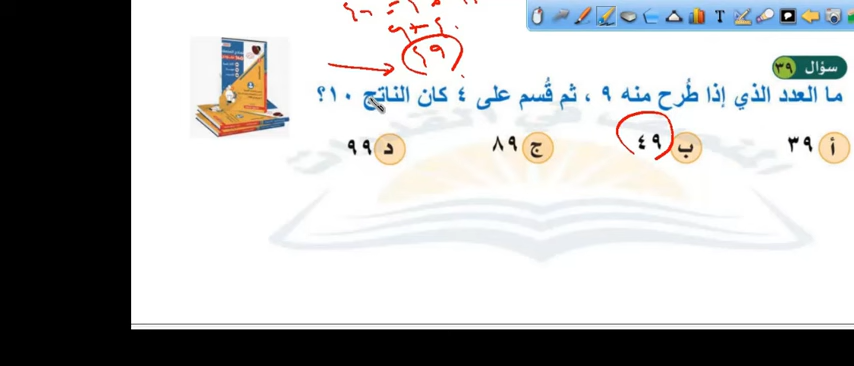 ٤٩
سؤال ٣٩
ما العدد الذي إذا طُرح منه ٩ ، ثم قُسم على ٤ كان الناتج ١٠؟
أ ٣٩ ب ٤٩ ج ٨٩ د ٩٩